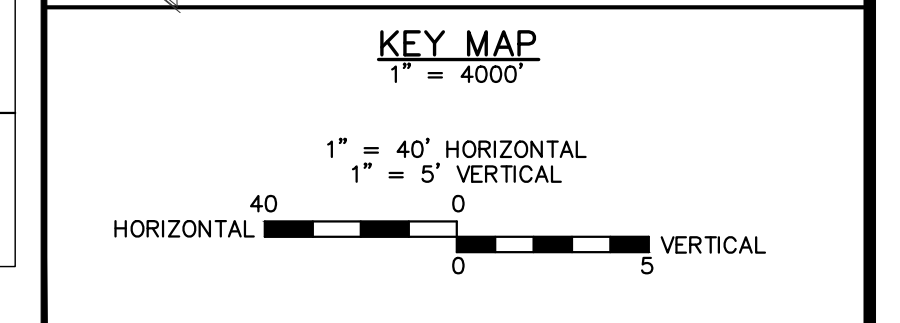 KEY MAP
1" = 4000'
1" = 40' HORIZONTAL
1" = 5' VERTICAL
40 0
HORIZONTAL
VERTICAL
0 5